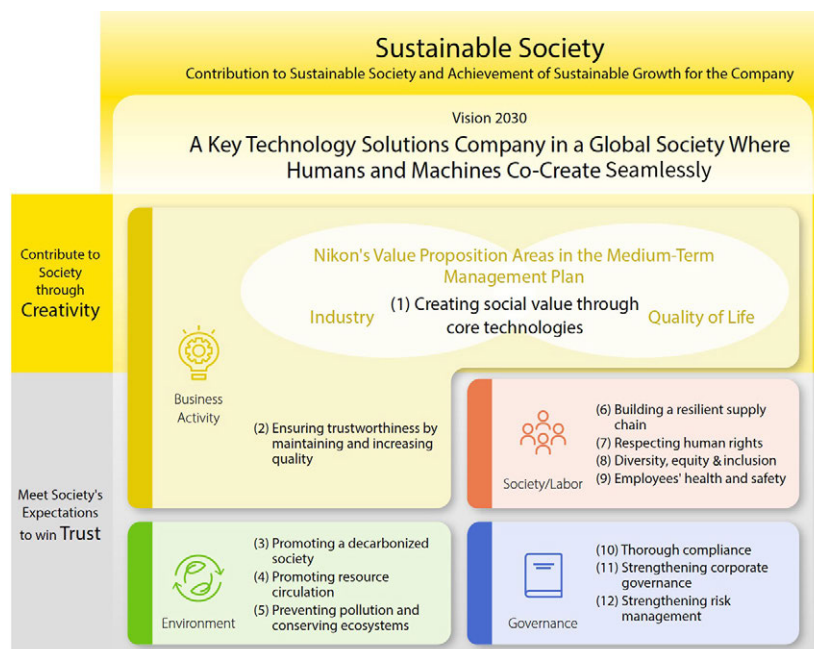 Sustainable Society
Contribution to Sustainable Society and Achievement of Sustainable Growth for the Company
Vision 2030
A Key Technology Solutions Company in a Global Society Where
Humans and Machines Co-Create Seamlessly
Contribute to
Society
through
Creativity
Nikon's Value Proposition Areas in the Medium-Term
Management Plan
Industry
(1) Creating social value through
core technologies
Quality of Life
Business
Activity
(2) Ensuring trustworthiness by
maintaining and increasing
quality
Society/Labor
(6) Building a resilient supply
chain
(7) Respecting human rights
(8) Diversity, equity & inclusion
(9) Employees' health and safety
Meet Society's
Expectations
to win Trust
Environment
(3) Promoting a decarbonized
society
(4) Promoting resource
circulation
(5) Preventing pollution and
conserving ecosystems
Governance
(10) Thorough compliance
(11) Strengthening corporate
governance
(12) Strengthening risk
management